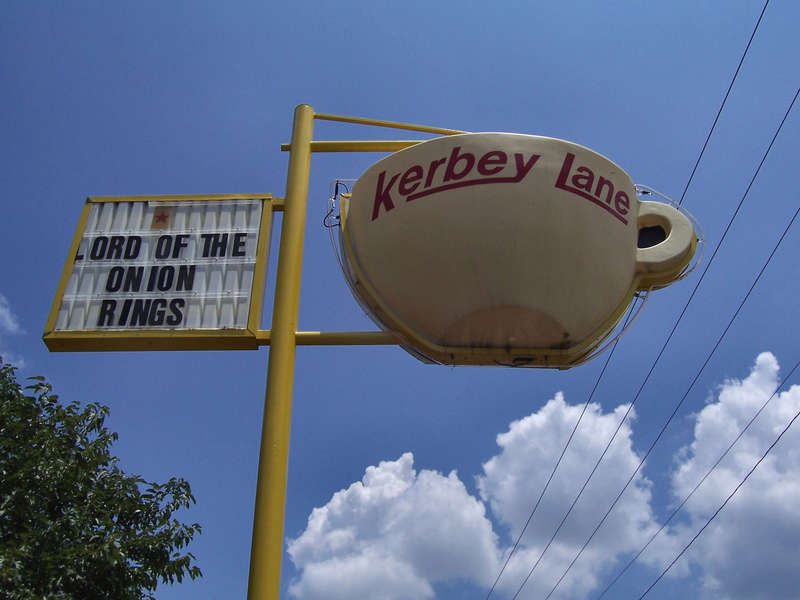 LORD OF THE
ONION
RINGS
Kerbey Lane